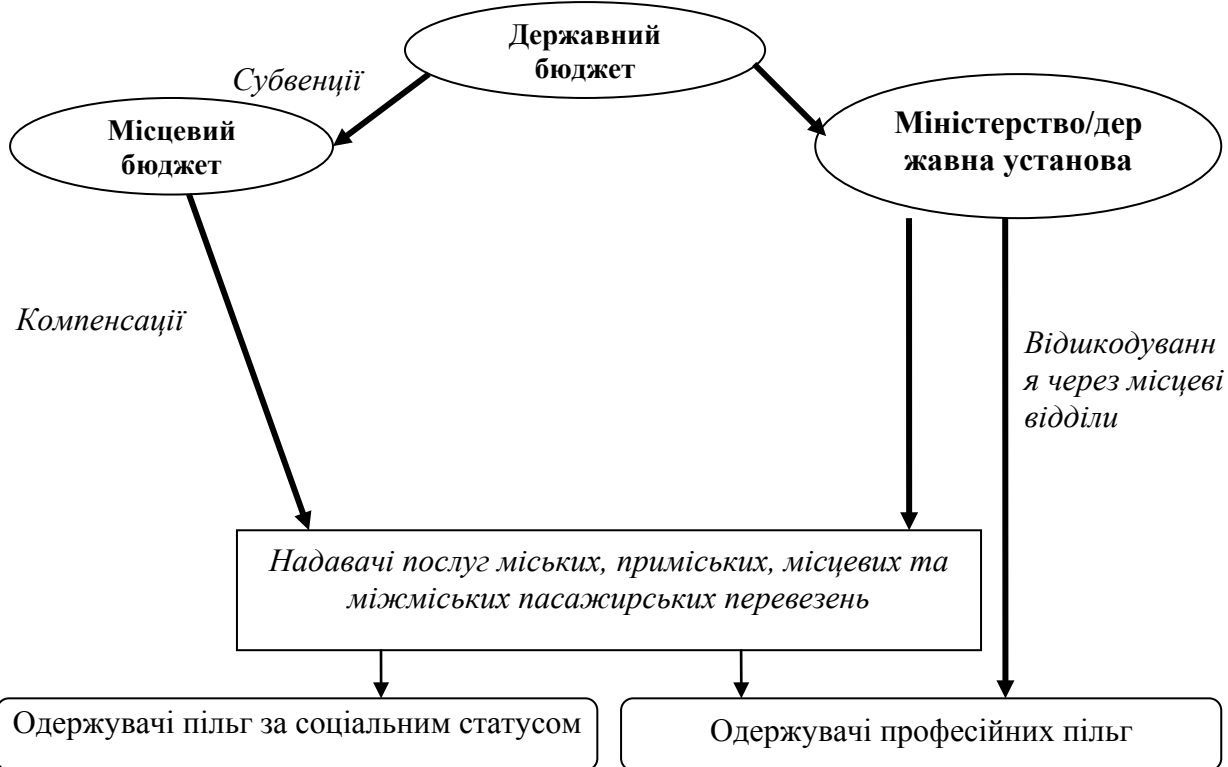 Державний
бюджет
Субвенції
Місцевий
бюджет
Міністерство/дер
жавна установа
Компенсації
Відшкодуванн
я через місцеві
відділи
Надавачі послуг міських, приміських, місцевих та
міжміських пасажирських перевезень
Одержувачі пільг за соціальним статусом
Одержувачі професійних пільг